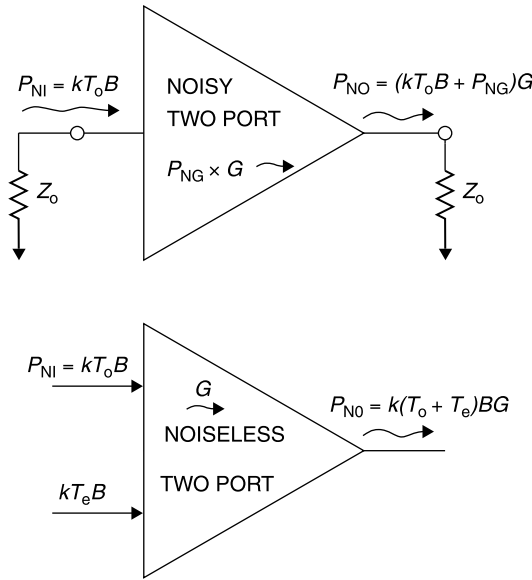 P_NI = kT_oB
NOISY
TWO PORT
P_NG × G
P_NO = (kT_oB + P_NG)G
Z_o
Z_o
P_NI = kT_oB
G
NOISELESS
TWO PORT
kT_eB
P_N0 = k(T_o + T_e)BG